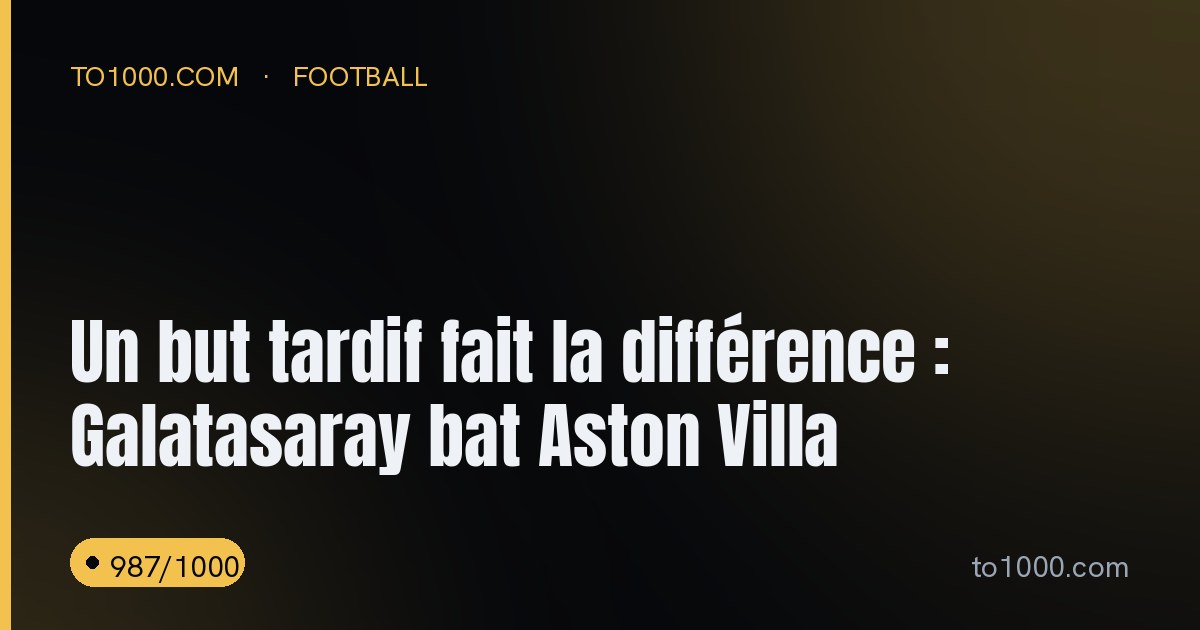 TO1000.COM · FOOTBALL
Un but tardif fait la différence :
Galatasaray bat Aston Villa
987/1000
to1000.com